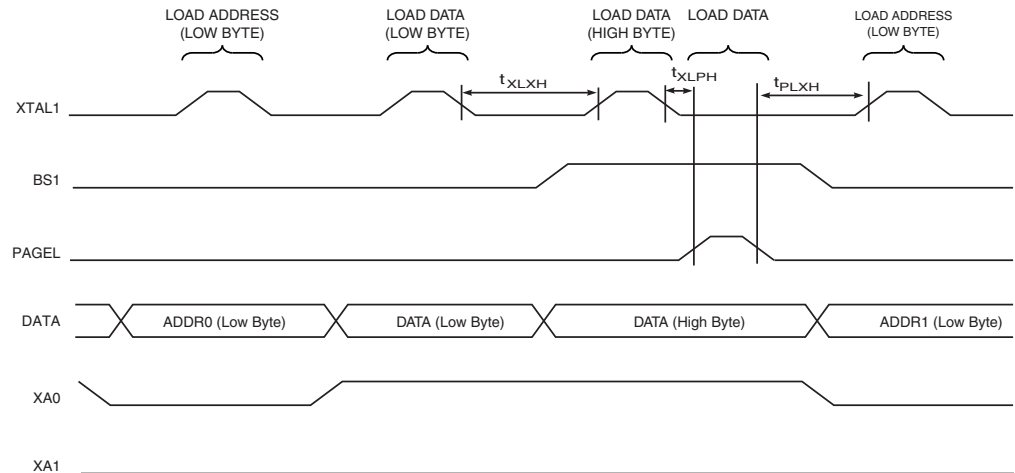 LOAD ADDRESS
(LOW BYTE)
LOAD DATA
(LOW BYTE)
LOAD DATA
(HIGH BYTE)
LOAD DATA
LOAD ADDRESS
(LOW BYTE)
tXLXH
tXLPH
tPLXH
XTAL1
BS1
PAGEL
DATA
ADDR0 (Low Byte)
DATA (Low Byte)
DATA (High Byte)
ADDR1 (Low Byte)
XA0
XA1